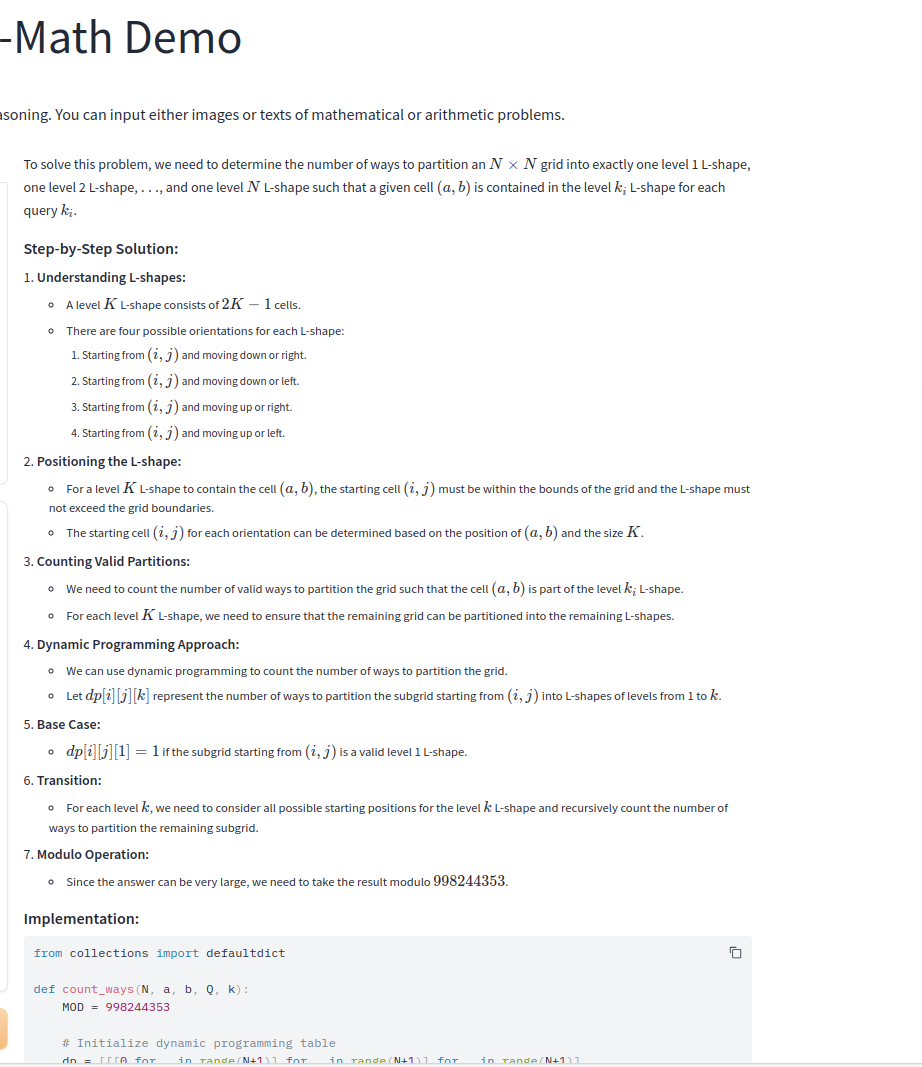 -Math Demo
asoning. You can input either images or texts of mathematical or arithmetic problems.
To solve this problem, we need to determine the number of ways to partition an N × N grid into exactly one level 1 L-shape,
one level 2 L-shape, . . ., and one level N L-shape such that a given cell (a, b) is contained in the level k_i L-shape for each
query k_i.
Step-by-Step Solution:
1. Understanding L-shapes:
∘ A level K L-shape consists of 2K − 1 cells.
∘ There are four possible orientations for each L-shape:
1. Starting from (i, j) and moving down or right.
2. Starting from (i, j) and moving down or left.
3. Starting from (i, j) and moving up or right.
4. Starting from (i, j) and moving up or left.
2. Positioning the L-shape:
∘ For a level K L-shape to contain the cell (a, b), the starting cell (i, j) must be within the bounds of the grid and the L-shape must
not exceed the grid boundaries.
∘ The starting cell (i, j) for each orientation can be determined based on the position of (a, b) and the size K.
3. Counting Valid Partitions:
∘ We need to count the number of valid ways to partition the grid such that the cell (a, b) is part of the level k_i L-shape.
∘ For each level K L-shape, we need to ensure that the remaining grid can be partitioned into the remaining L-shapes.
4. Dynamic Programming Approach:
∘ We can use dynamic programming to count the number of ways to partition the grid.
∘ Let dp[i][j][k] represent the number of ways to partition the subgrid starting from (i, j) into L-shapes of levels from 1 to k.
5. Base Case:
∘ dp[i][j][1] = 1 if the subgrid starting from (i, j) is a valid level 1 L-shape.
6. Transition:
∘ For each level k, we need to consider all possible starting positions for the level k L-shape and recursively count the number of
ways to partition the remaining subgrid.
7. Modulo Operation:
∘ Since the answer can be very large, we need to take the result modulo 998244353.
Implementation:
from collections import defaultdict
def count_ways(N, a, b, Q, k):
MOD = 998244353
# Initialize dynamic programming table
dp = [[[0 for _ in range(N+1)] for _ in range(N+1)] for _ in range(N+1)]